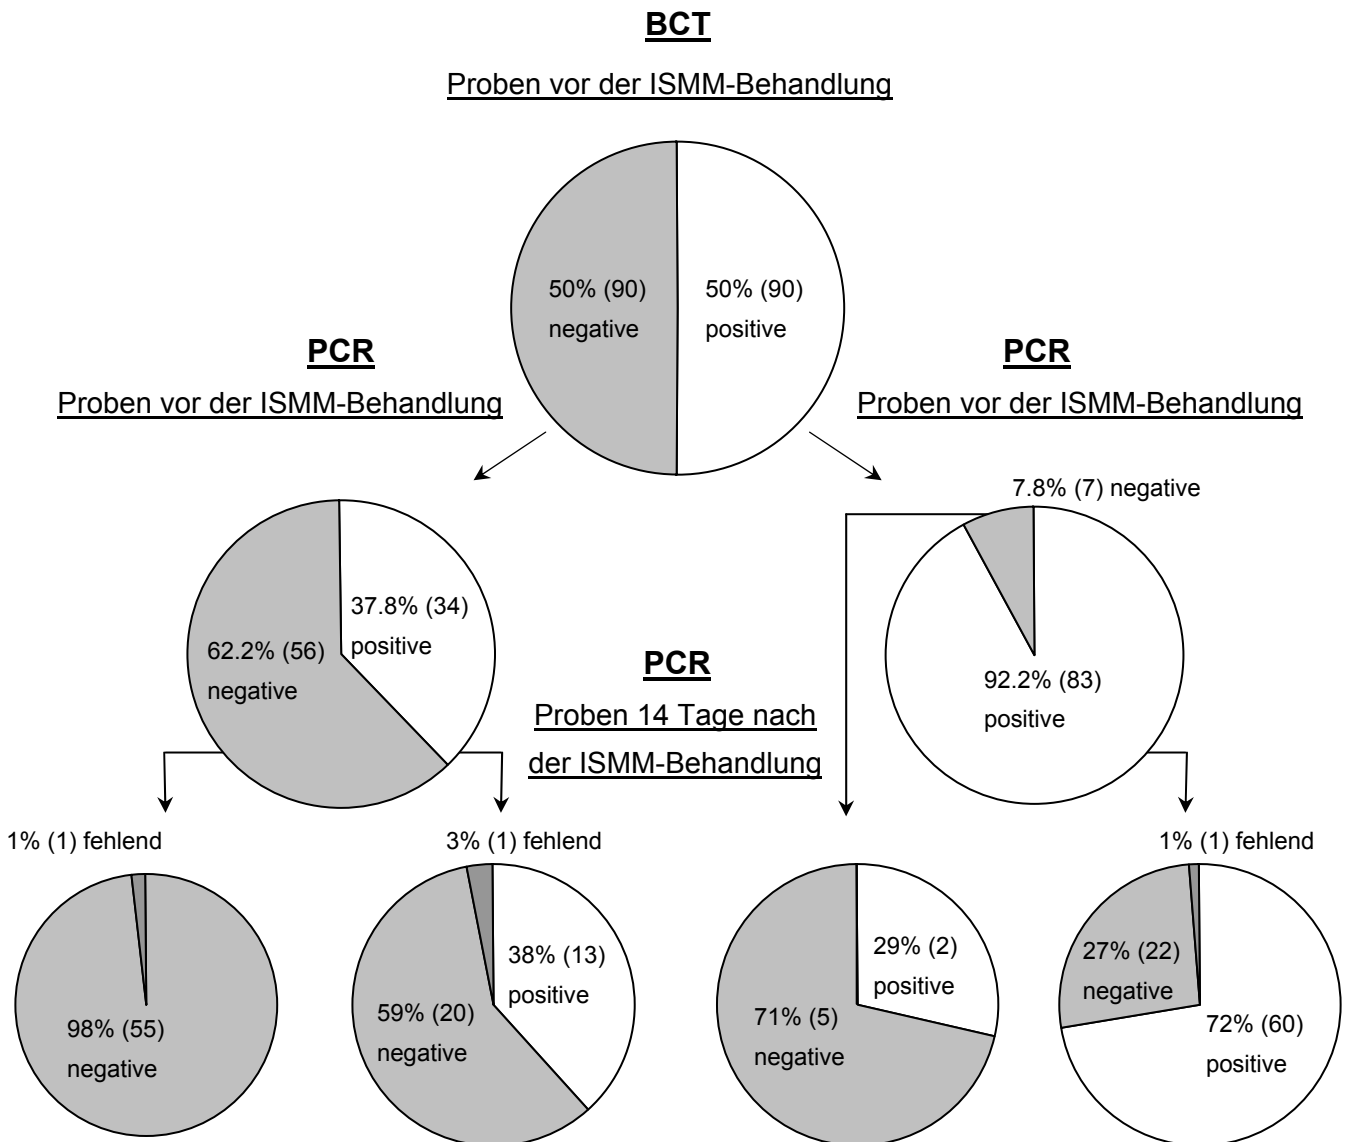 BCT
Proben vor der ISMM-Behandlung
50% (90)
negative
50% (90)
positive
PCR
Proben vor der ISMM-Behandlung
PCR
Proben vor der ISMM-Behandlung
7.8% (7) negative
37.8% (34)
positive
62.2% (56)
negative
92.2% (83)
positive
PCR
Proben 14 Tage nach
der ISMM-Behandlung
1% (1) fehlend
3% (1) fehlend
1% (1) fehlend
98% (55)
negative
38% (13)
positive
59% (20)
negative
29% (2)
positive
71% (5)
negative
27% (22)
negative
72% (60)
positive